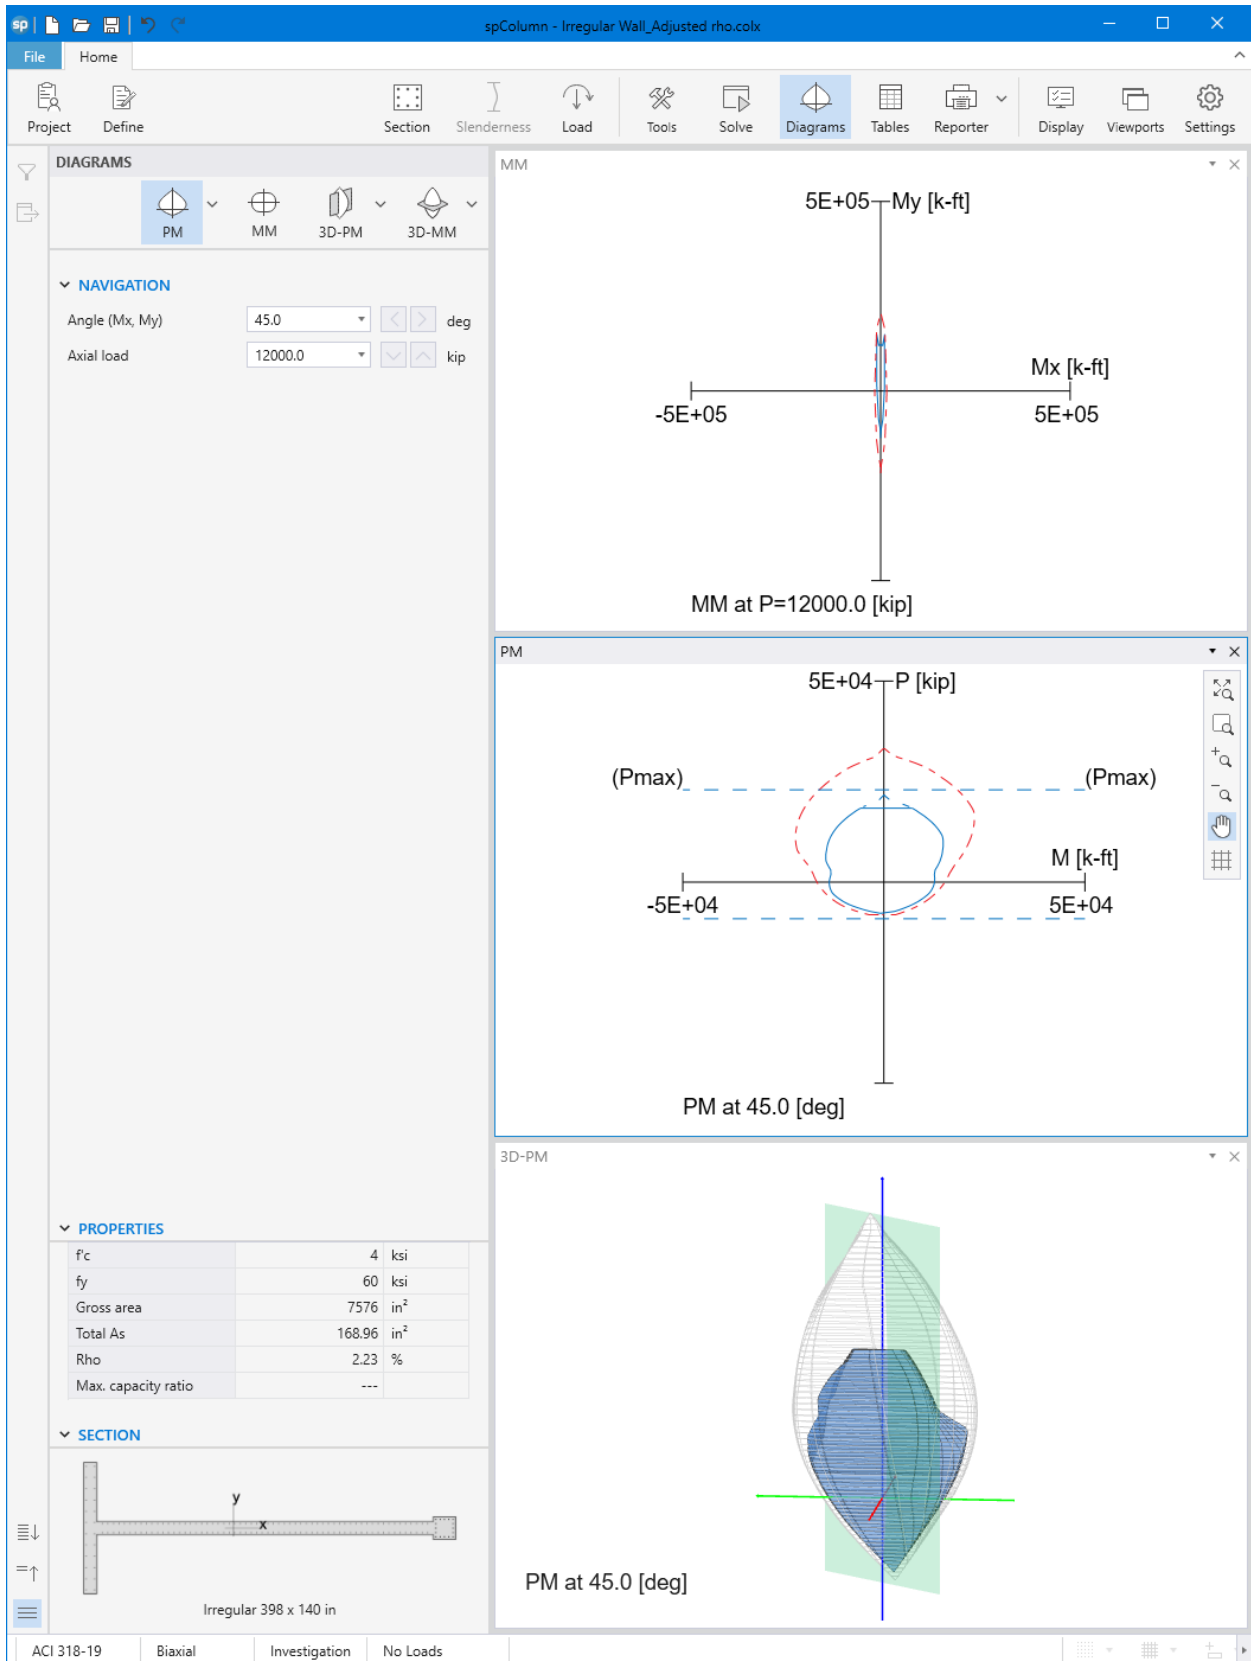 sp
spColumn - Irregular Wall_Adjusted rho.colx
File Home
Project Define Section Slenderness Load Tools Solve Diagrams Tables Reporter Display Viewports Settings
DIAGRAMS
PM MM 3D-PM 3D-MM
NAVIGATION
Angle (Mx, My) 45.0 deg
Axial load 12000.0 kip
PROPERTIES
f'c 4 ksi
fy 60 ksi
Gross area 7576 in²
Total As 168.96 in²
Rho 2.23 %
Max. capacity ratio ---
SECTION
y
x
Irregular 398 x 140 in
MM
5E+05 My [k-ft]
Mx [k-ft]
-5E+05 5E+05
MM at P=12000.0 [kip]
PM
5E+04 P [kip]
(Pmax) (Pmax)
M [k-ft]
-5E+04 5E+04
PM at 45.0 [deg]
3D-PM
PM at 45.0 [deg]
ACI 318-19 Biaxial Investigation No Loads